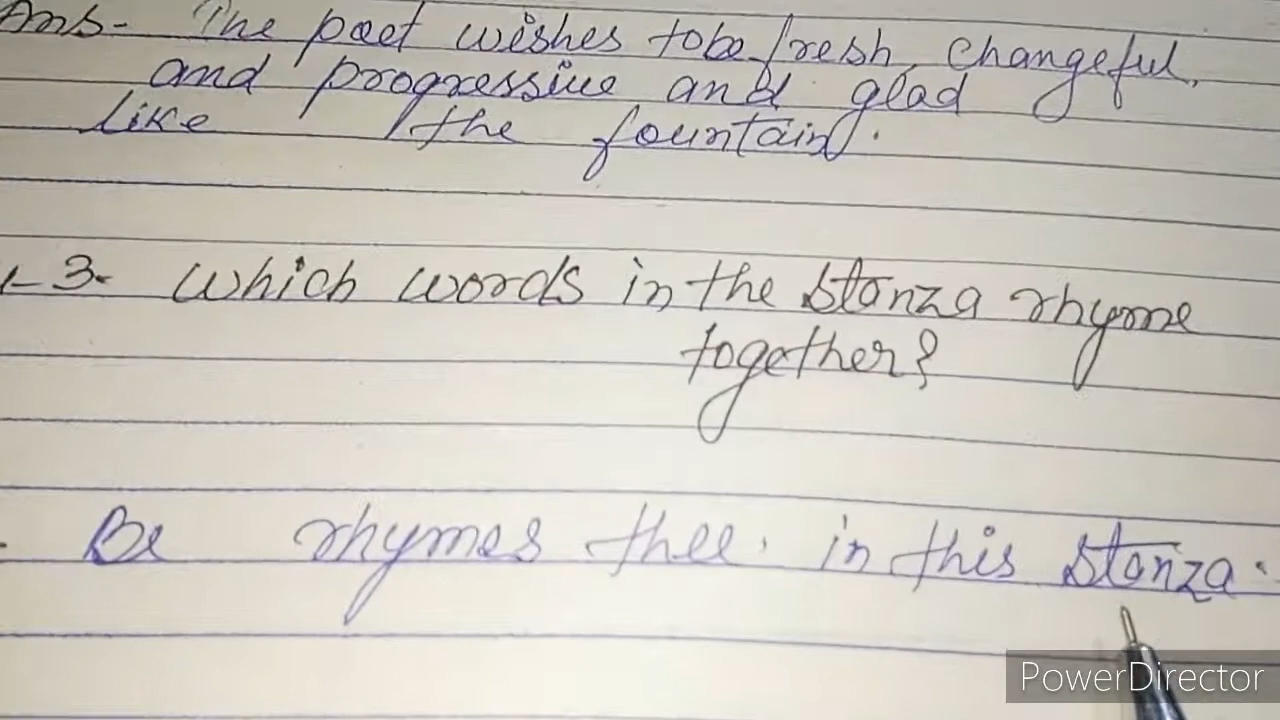 Ans- The poet wishes tobe fresh, changeful,
and progressive and glad
like the fountain.
-3- Which words in the stanza rhyme
together?
Be rhymes thee. in this stanza.
PowerDirector